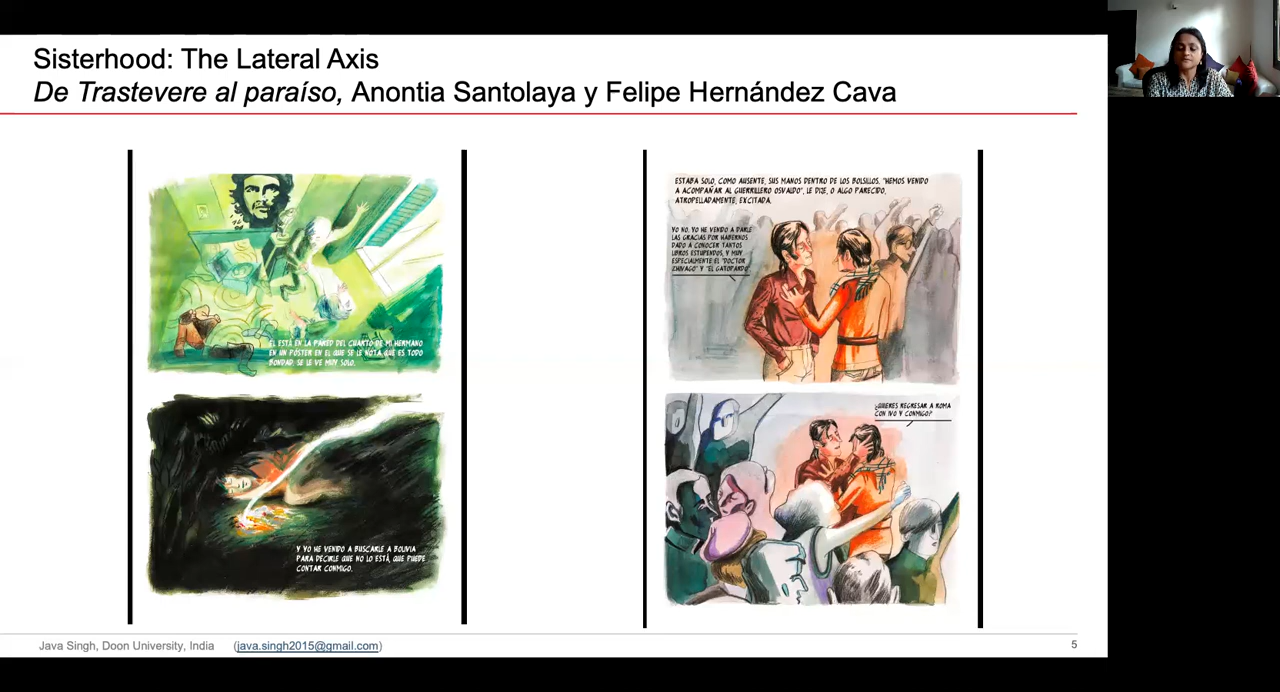 Sisterhood: The Lateral Axis
De Trastevere al paraíso, Anontia Santolaya y Felipe Hernández Cava
ÉL ESTÁ EN LA PARED DEL CUARTO DE MI HERMANO
EN UN PÓSTER EN EL QUE SE LE NOTA QUE ES TODO
BONDAD. SE LE VE MUY SOLO.
Y YO HE VENIDO A BUSCARLE A BOLIVIA
PARA DECIRLE QUE NO LO ESTÁ, QUE PUEDE
CONTAR CONMIGO.
ESTABA SOLO, COMO AUSENTE, SUS MANOS DENTRO DE LOS BOLSILLOS. "HEMOS VENIDO
A ACOMPAÑAR AL GUERRILLERO OSVALDO", LE DIJE, O ALGO PARECIDO,
ATROPELLADAMENTE, EXCITADA.
YO NO. YO HE VENIDO A DARLE
LAS GRACIAS POR HABERNOS
DADO A CONOCER TANTOS
LIBROS ESTUPENDOS, Y MUY
ESPECIALMENTE EL "DOCTOR
ZHIVAGO" Y "EL GATOPARDO".
¿QUIERES REGRESAR A ROMA
CON IVO Y CONMIGO?
Java Singh, Doon University, India (java.singh2015@gmail.com)
5